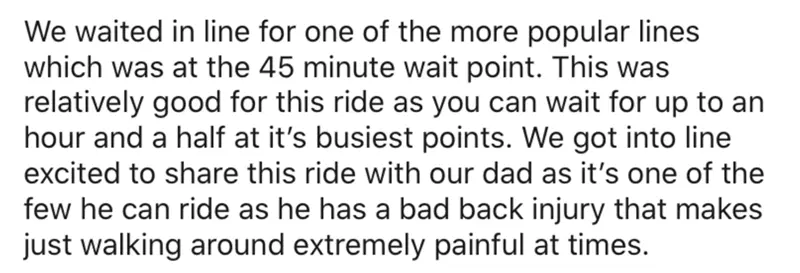 We waited in line for one of the more popular lines
which was at the 45 minute wait point. This was
relatively good for this ride as you can wait for up to an
hour and a half at it’s busiest points. We got into line
excited to share this ride with our dad as it’s one of the
few he can ride as he has a bad back injury that makes
just walking around extremely painful at times.